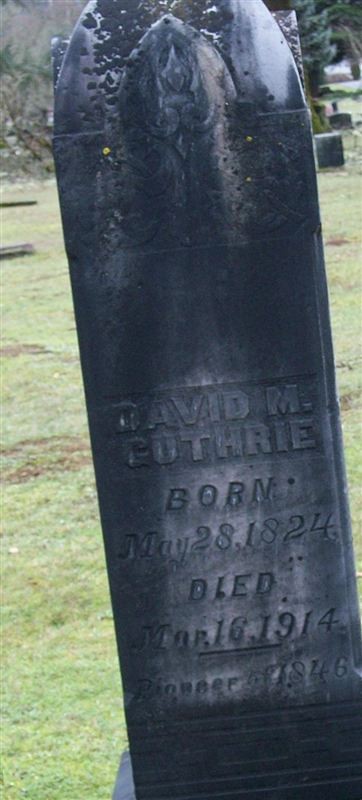 DAVID M.
GUTHRIE
BORN
May 28, 1824
DIED
Mar. 16, 1914
Pioneer of 1846